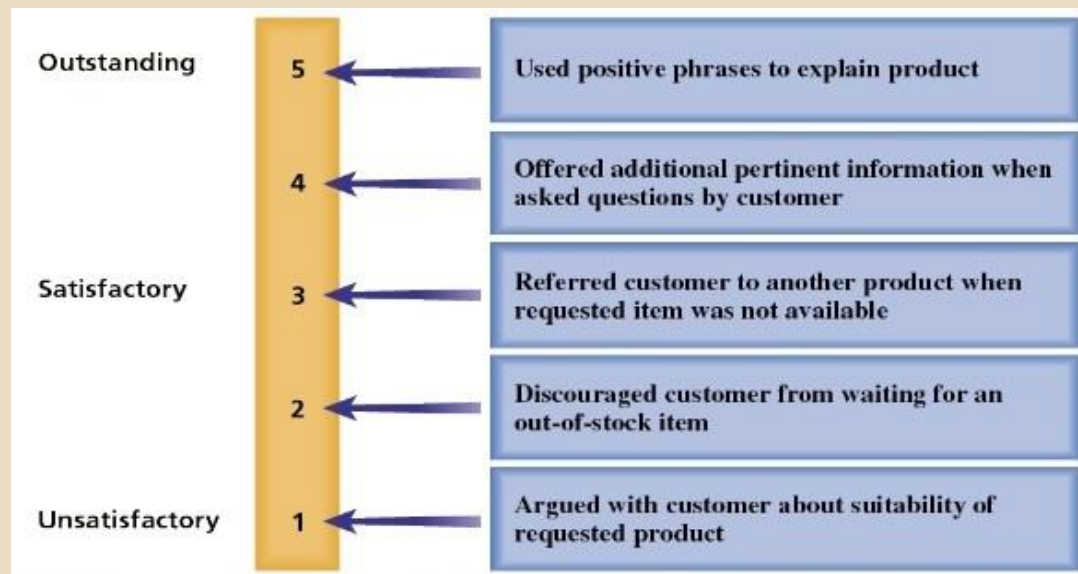 Outstanding
5
Used positive phrases to explain product
4
Offered additional pertinent information when
asked questions by customer
Satisfactory
3
Referred customer to another product when
requested item was not available
2
Discouraged customer from waiting for an
out-of-stock item
Unsatisfactory
1
Argued with customer about suitability of
requested product